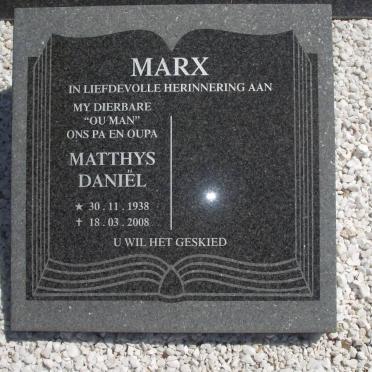 MARX
IN LIEFDEVOLLE HERINNERING AAN
MY DIERBARE
"OU MAN"
ONS PA EN OUPA
MATTHYS
DANIËL
★ 30 . 11 . 1938
✝ 18 . 03 . 2008
U WIL HET GESKIED